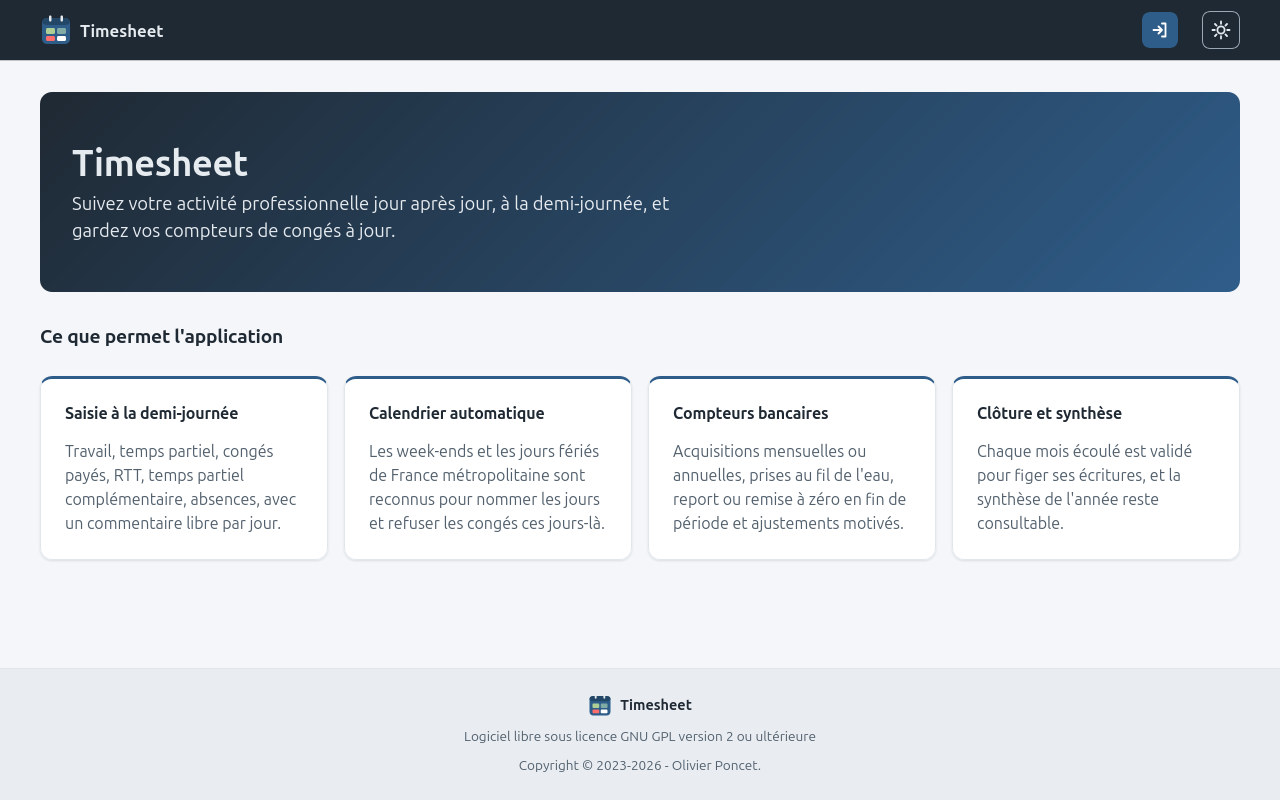 Timesheet
Timesheet
Suivez votre activité professionnelle jour après jour, à la demi-journée, et
gardez vos compteurs de congés à jour.
Ce que permet l'application
Saisie à la demi-journée
Travail, temps partiel, congés
payés, RTT, temps partiel
complémentaire, absences, avec
un commentaire libre par jour.
Calendrier automatique
Les week-ends et les jours fériés
de France métropolitaine sont
reconnus pour nommer les jours
et refuser les congés ces jours-là.
Compteurs bancaires
Acquisitions mensuelles ou
annuelles, prises au fil de l'eau,
report ou remise à zéro en fin de
période et ajustements motivés.
Clôture et synthèse
Chaque mois écoulé est validé
pour figer ses écritures, et la
synthèse de l'année reste
consultable.
Timesheet
Logiciel libre sous licence GNU GPL version 2 ou ultérieure
Copyright © 2023-2026 - Olivier Poncet.